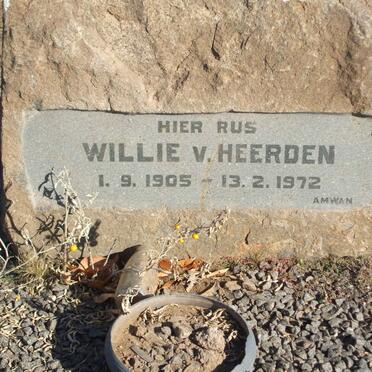 HIER RUS
WILLIE V. HEERDEN
1. 9. 1905 – 13. 2. 1972
AMWAN